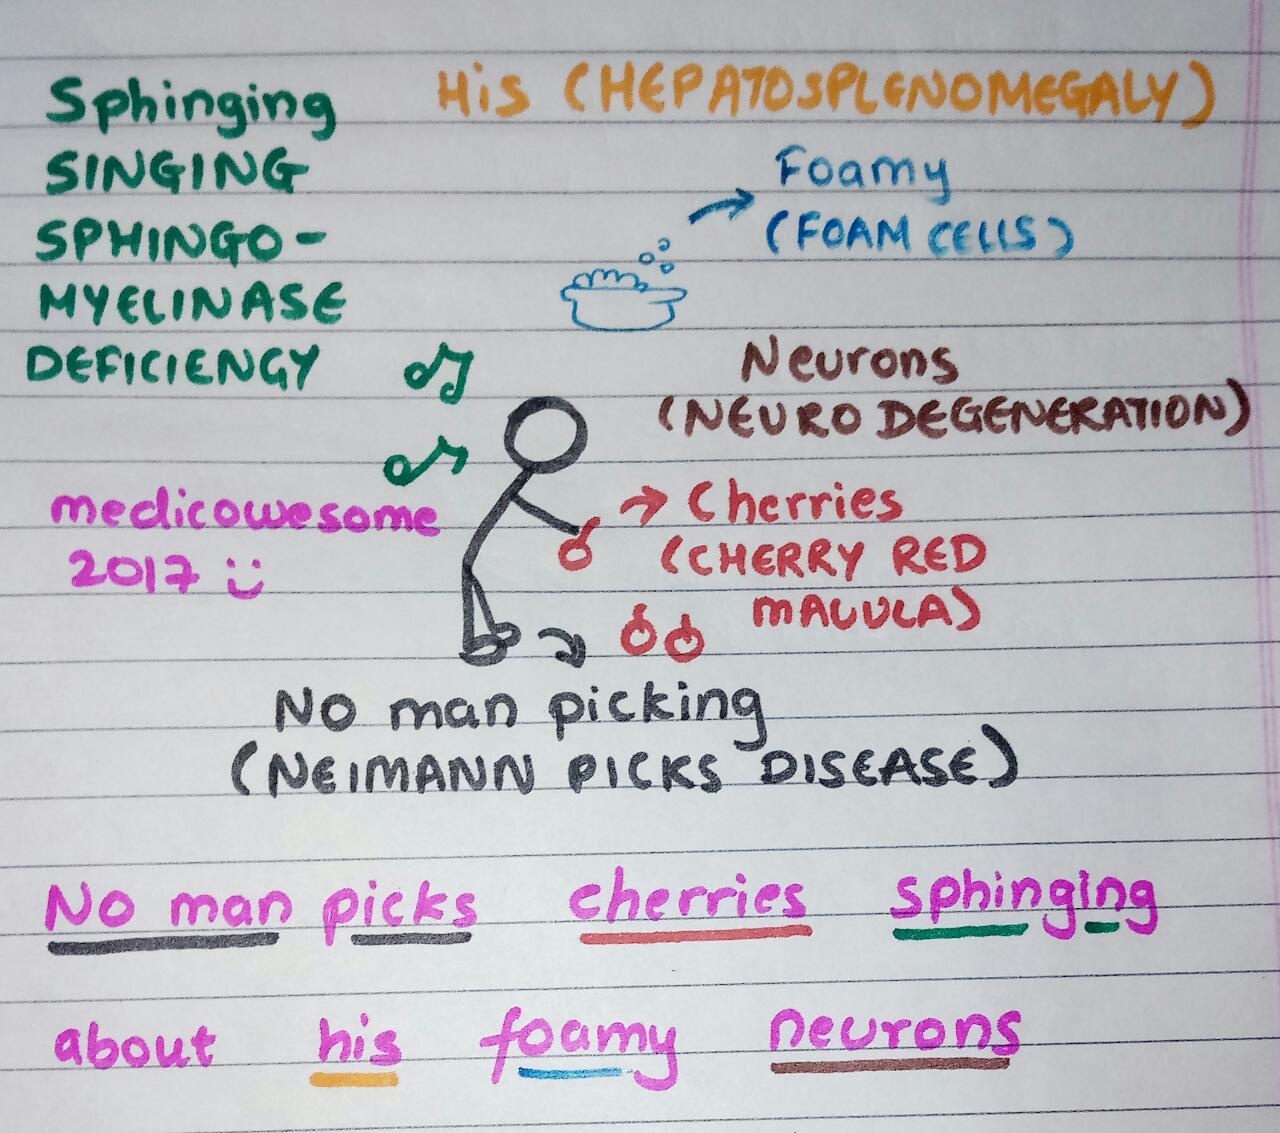 Sphinging
SINGING
SPHINGO-
MYELINASE
DEFICIENGY
His (HEPATOSPLENOMEGALY)
Foamy
(FOAM CELLS)
Neurons
(NEURO DEGENERATION)
medicowesome
2017
Cherries
(CHERRY RED
MACULA)
No man picking
(NEIMANN PICKS DISEASE)
No man picks cherries sphinging
about his foamy neurons